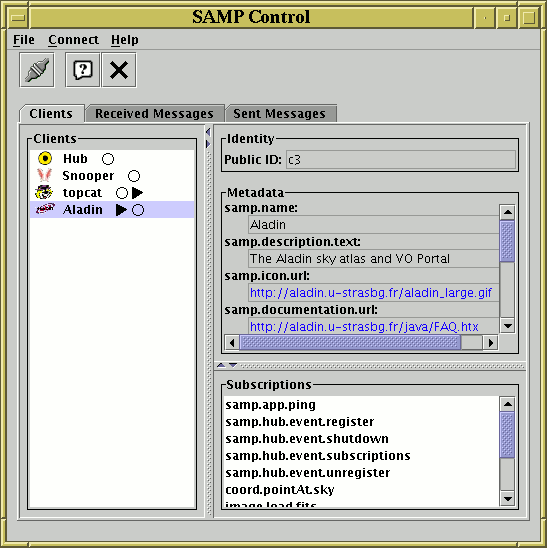 SAMP Control
File Connect Help
Clients Received Messages Sent Messages
Clients
Hub
Snooper
topcat
Aladin
Identity
Public ID: c3
Metadata
samp.name:
Aladin
samp.description.text:
The Aladin sky atlas and VO Portal
samp.icon.url:
http://aladin.u-strasbg.fr/aladin_large.gif
samp.documentation.url:
http://aladin.u-strasbg.fr/java/FAQ.htx
Subscriptions
samp.app.ping
samp.hub.event.register
samp.hub.event.shutdown
samp.hub.event.subscriptions
samp.hub.event.unregister
coord.pointAt.sky
image.load.fits